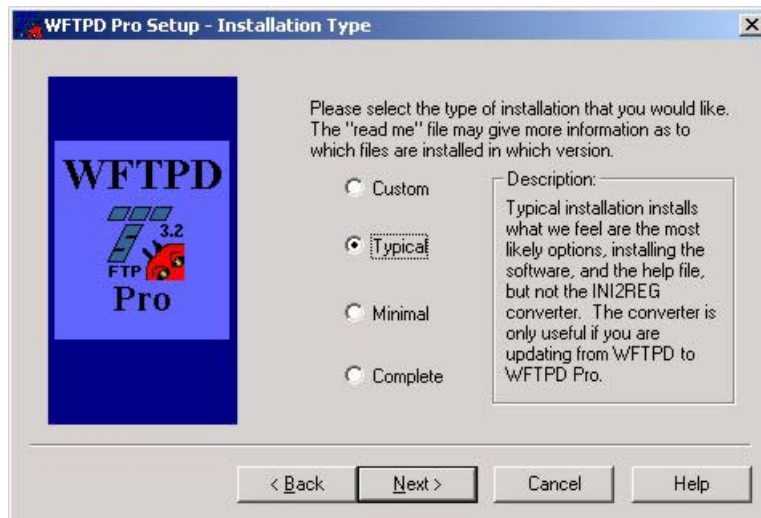 WFTPD Pro Setup - Installation Type
WFTPD
3.2
FTP
Pro
Please select the type of installation that you would like.
The "read me" file may give more information as to
which files are installed in which version.
Custom
Typical
Minimal
Complete
Description:
Typical installation installs
what we feel are the most
likely options, installing the
software, and the help file,
but not the INI2REG
converter. The converter is
only useful if you are
updating from WFTPD to
WFTPD Pro.
< Back
Next >
Cancel
Help